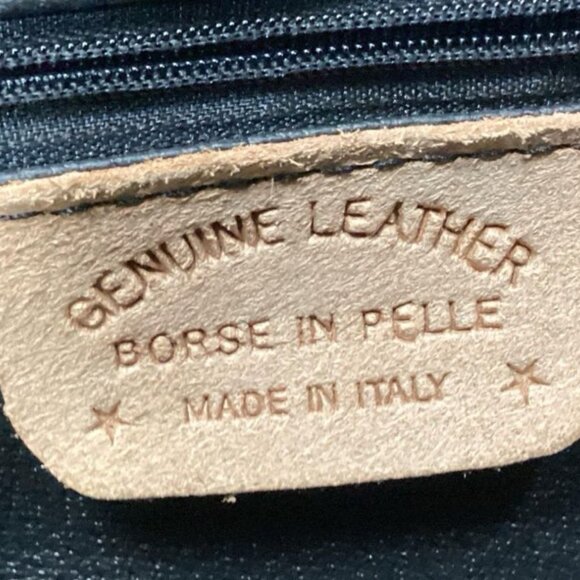 GENUINE LEATHER
BORSE IN PELLE
MADE IN ITALY